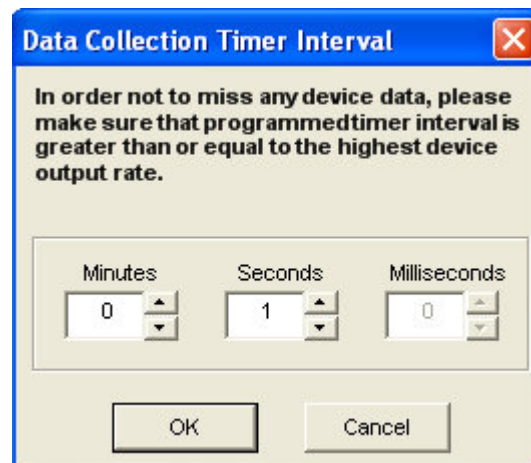 Data Collection Timer Interval
In order not to miss any device data, please
make sure that programmedtimer interval is
greater than or equal to the highest device
output rate.
Minutes Seconds Milliseconds
0 1 0
OK Cancel